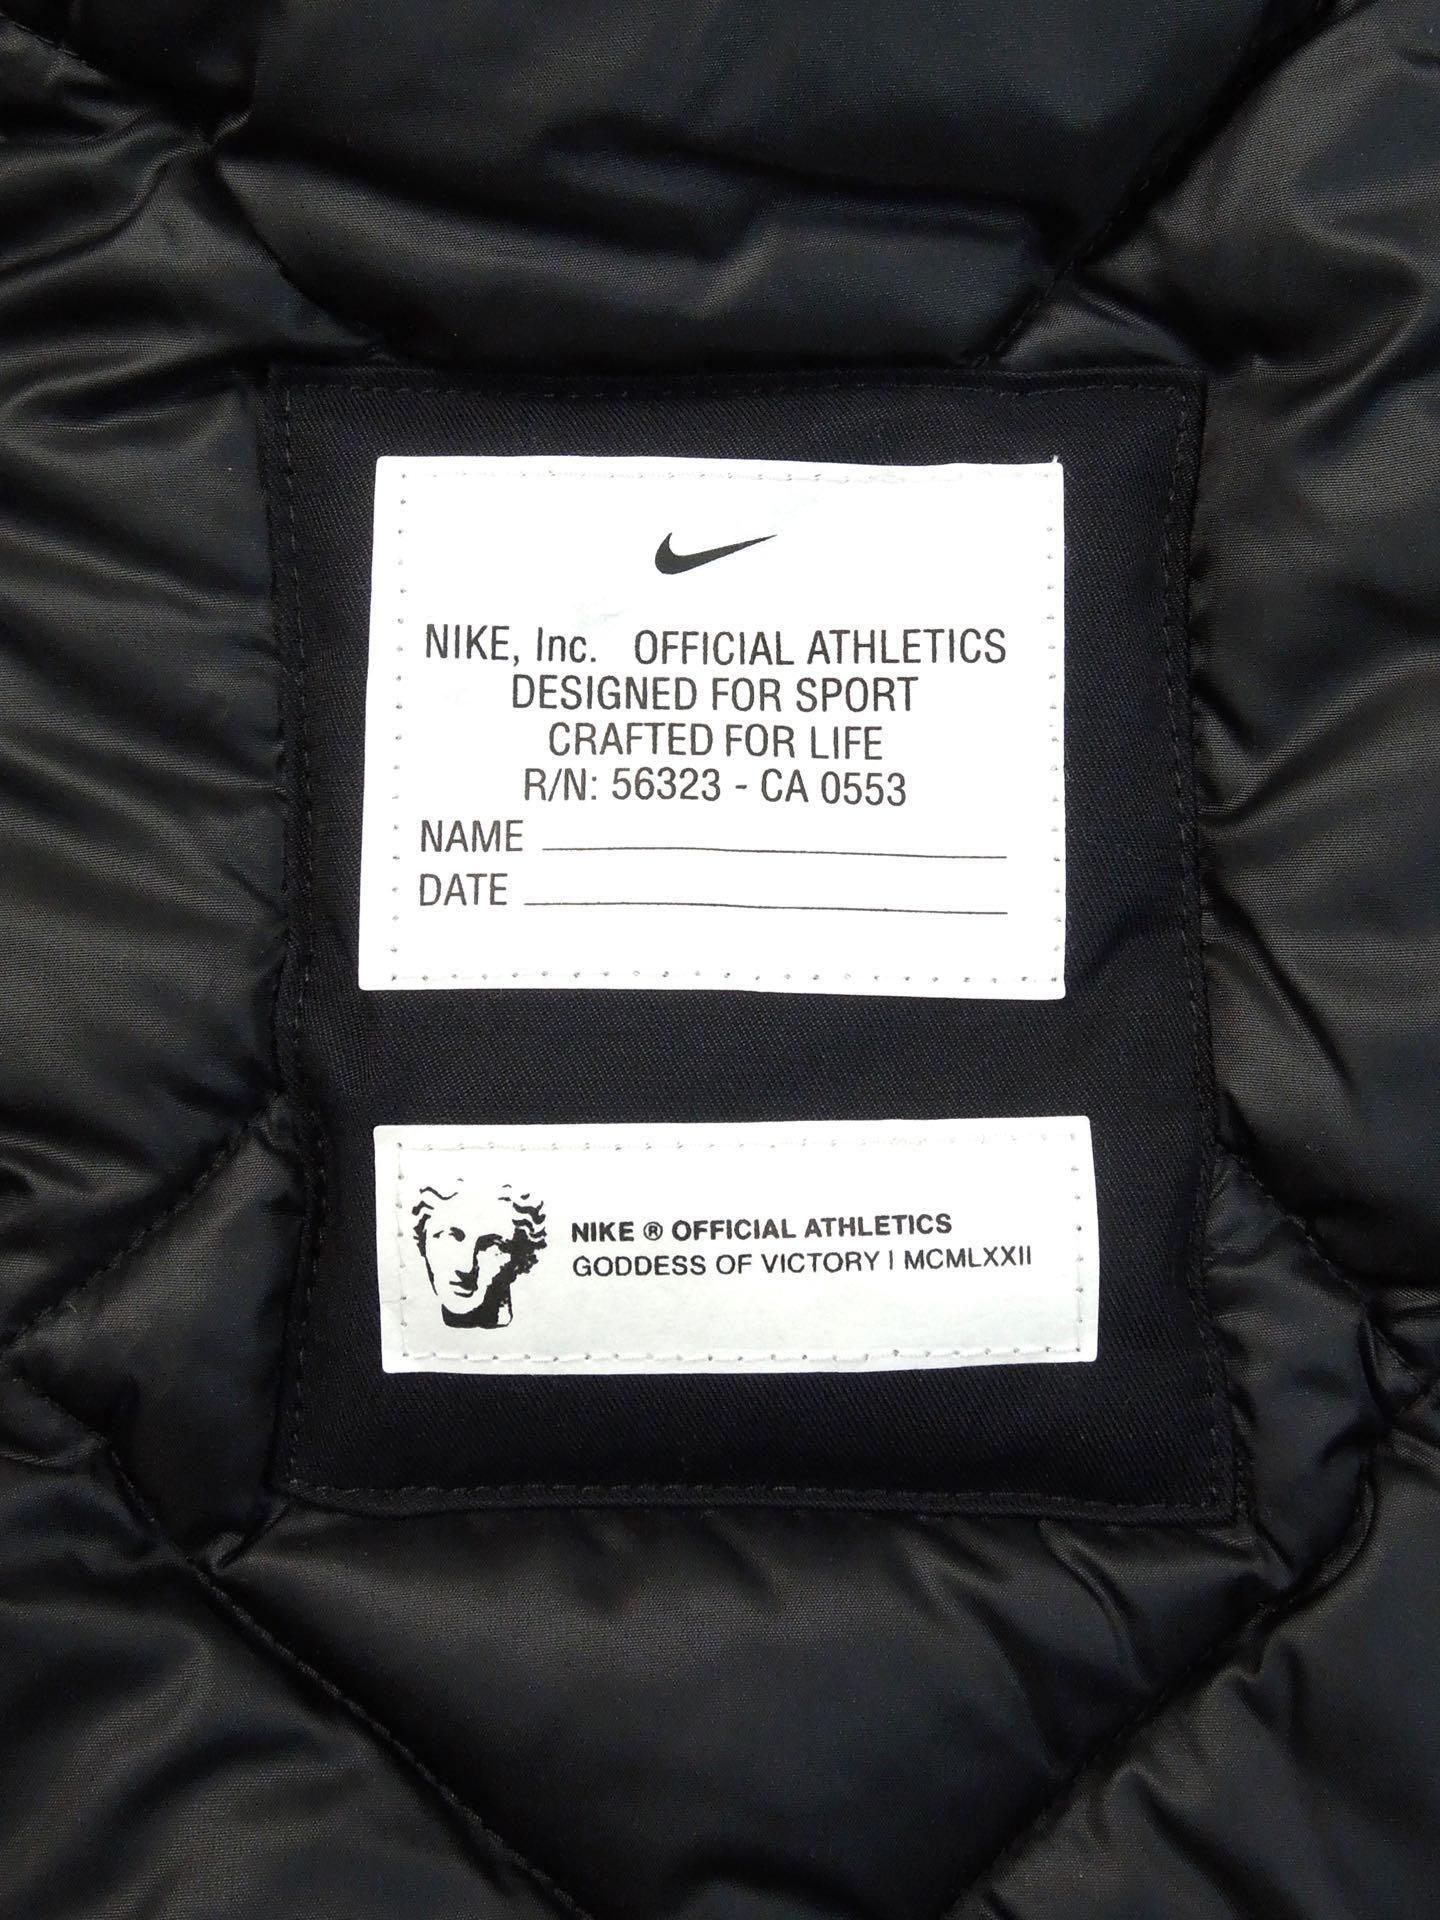 NIKE, Inc. OFFICIAL ATHLETICS
DESIGNED FOR SPORT
CRAFTED FOR LIFE
R/N: 56323 - CA 0553
NAME
DATE
NIKE ® OFFICIAL ATHLETICS
GODDESS OF VICTORY | MCMLXXII